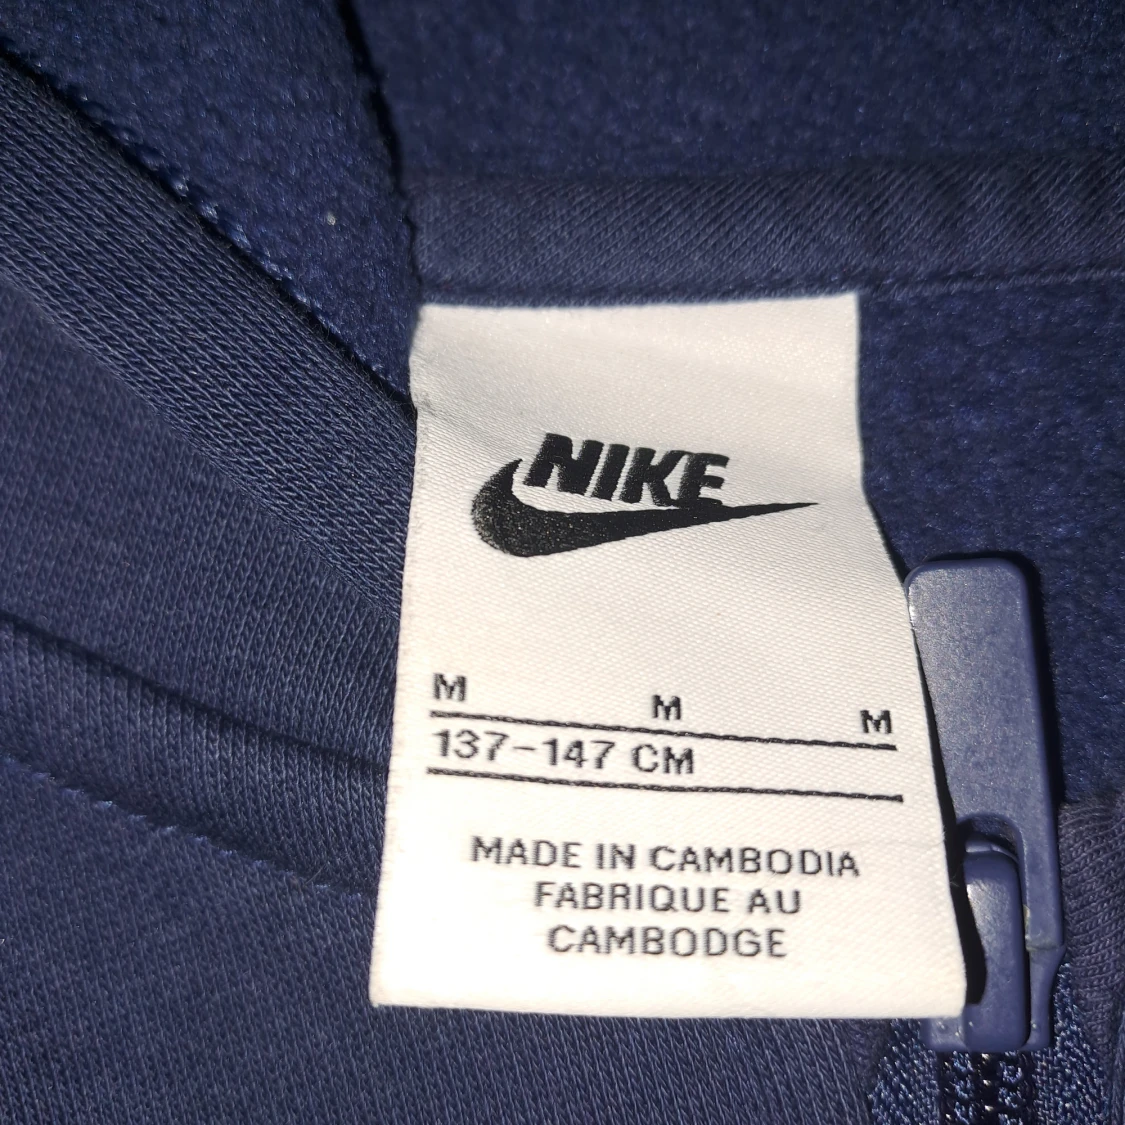 NIKE
M M M
137-147 CM
MADE IN CAMBODIA
FABRIQUE AU
CAMBODGE